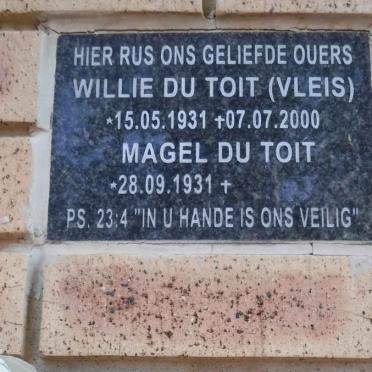 HIER RUS ONS GELIEFDE OUERS
WILLIE DU TOIT (VLEIS)
*15.05.1931 +07.07.2000
MAGEL DU TOIT
*28.09.1931 +
PS. 23:4 "IN U HANDE IS ONS VEILIG"